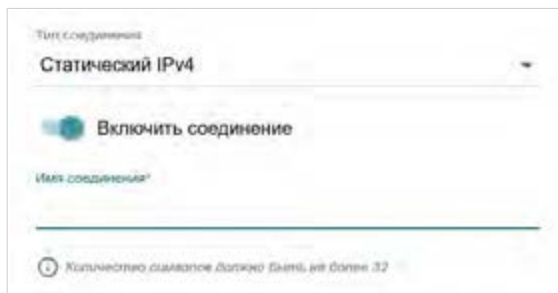 Тип соединения
Статический IPv4
Включить соединение
Имя соединения*
Количество символов должно быть не более 32